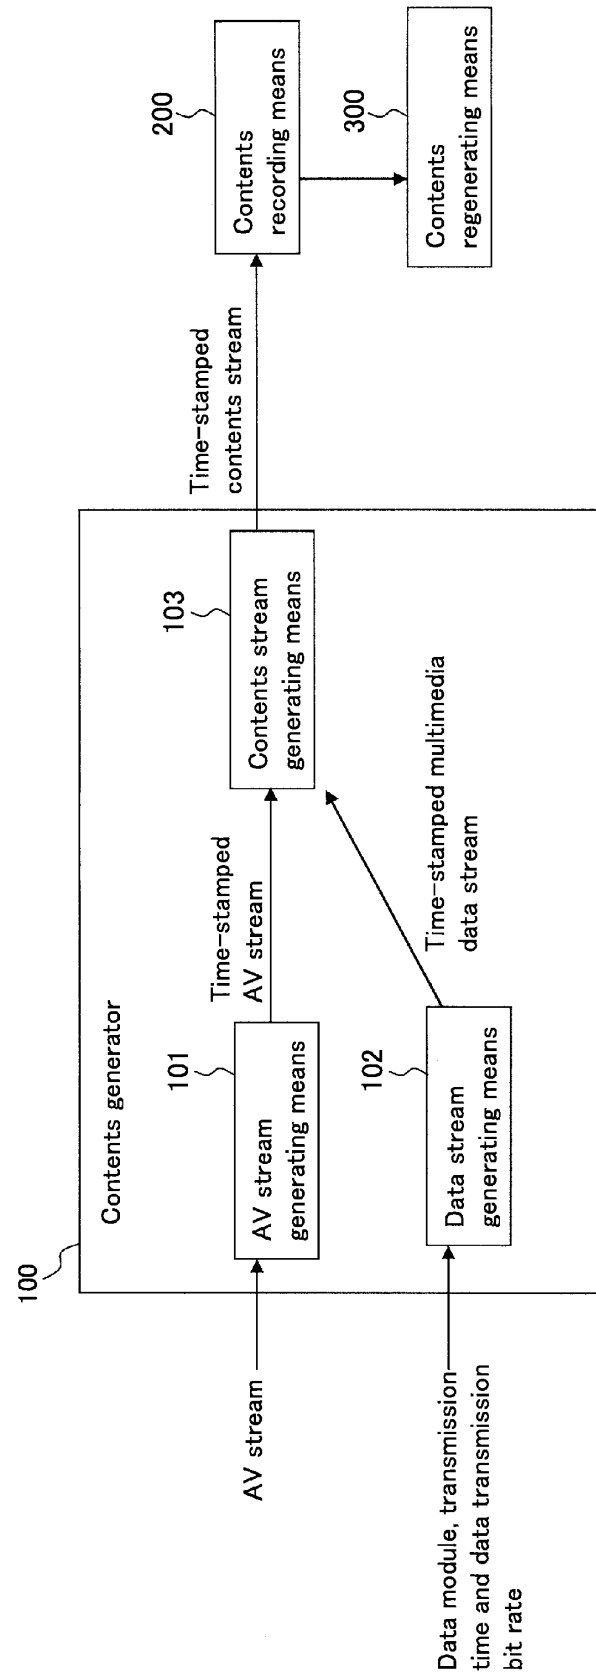 100
Contents generator
AV stream
101
AV stream
generating means
Time-stamped
AV stream
103
Contents stream
generating means
Time-stamped
contents stream
200
Contents
recording means
300
Contents
regenerating means
Data module, transmission
time and data transmission
bit rate
102
Data stream
generating means
Time-stamped multimedia
data stream